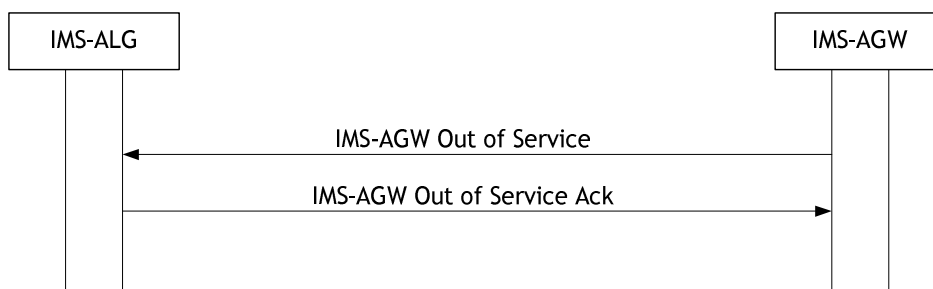 IMS-ALG
IMS-AGW
IMS-AGW Out of Service
IMS-AGW Out of Service Ack